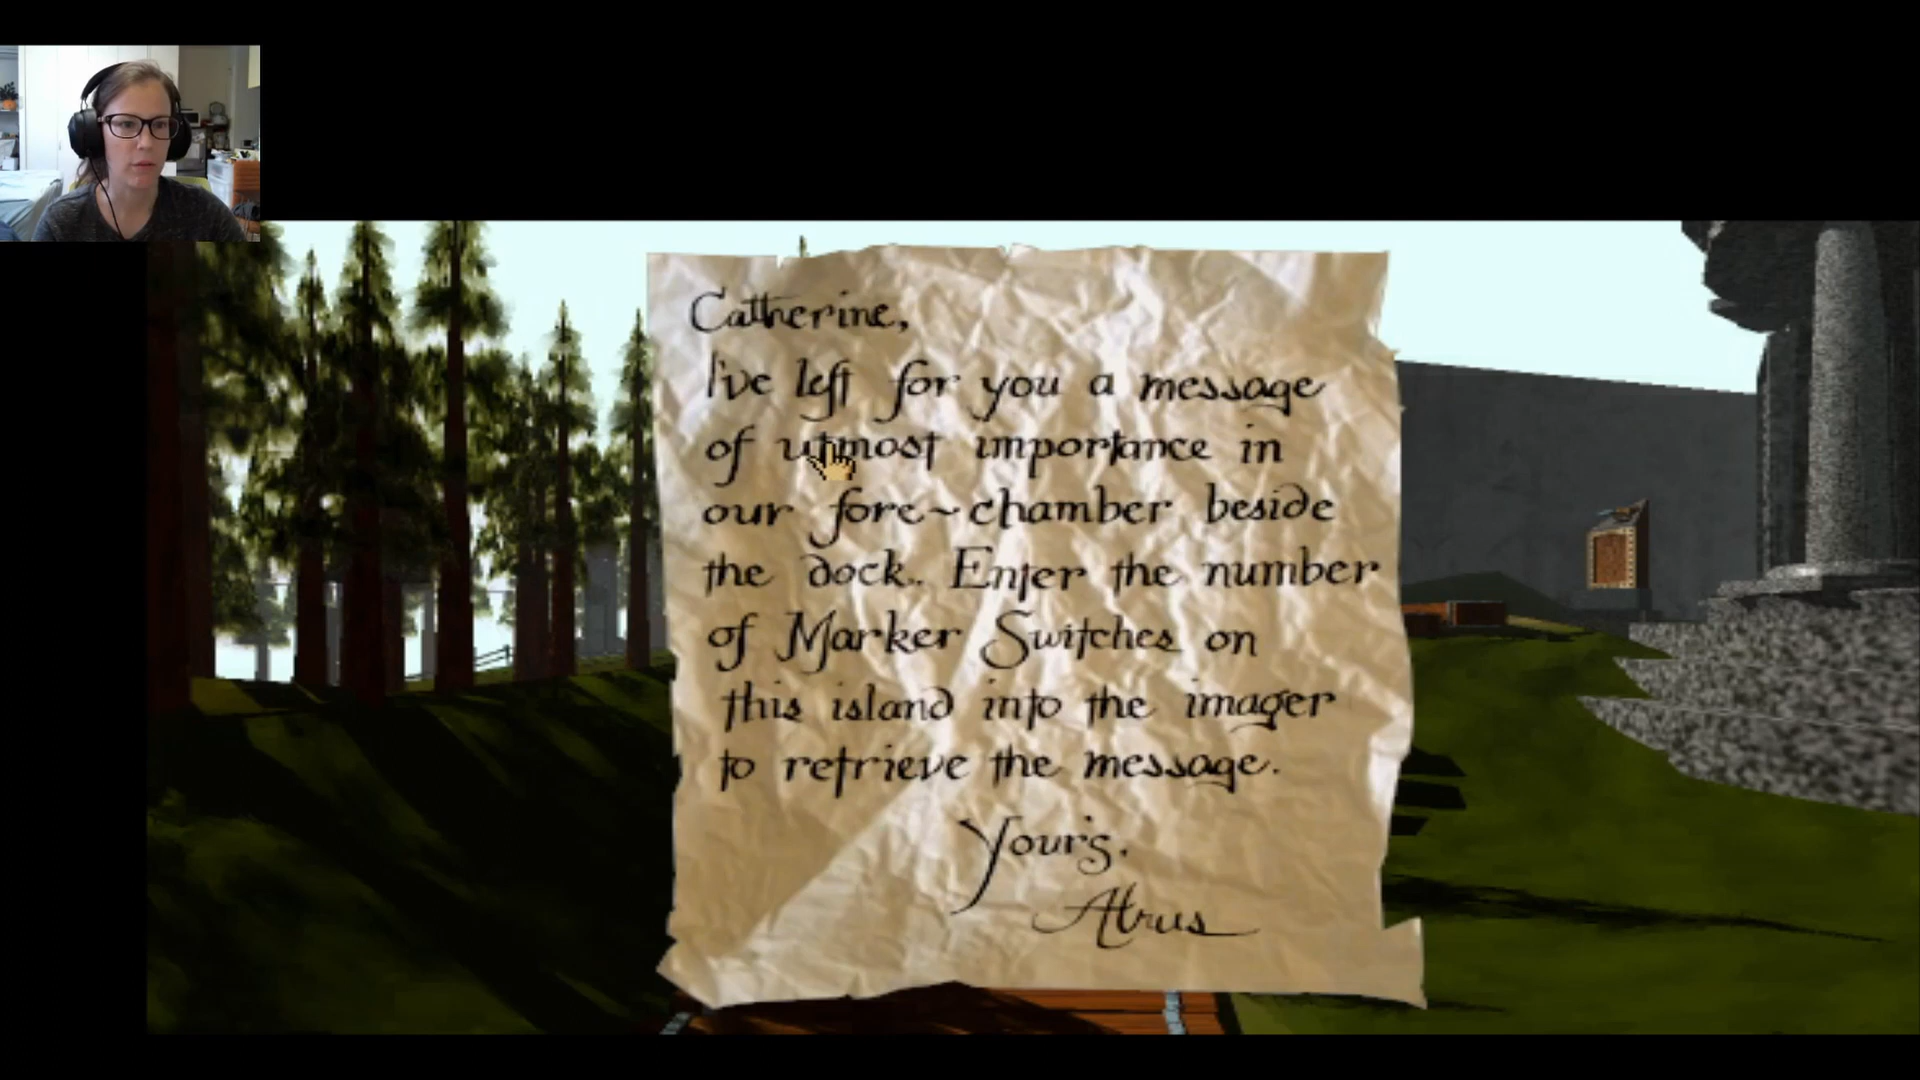 Catherine,
I've left for you a message
of utmost importance in
our fore~chamber beside
the dock. Enter the number
of Marker Switches on
this island into the imager
to retrieve the message.
Yours.
Atrus